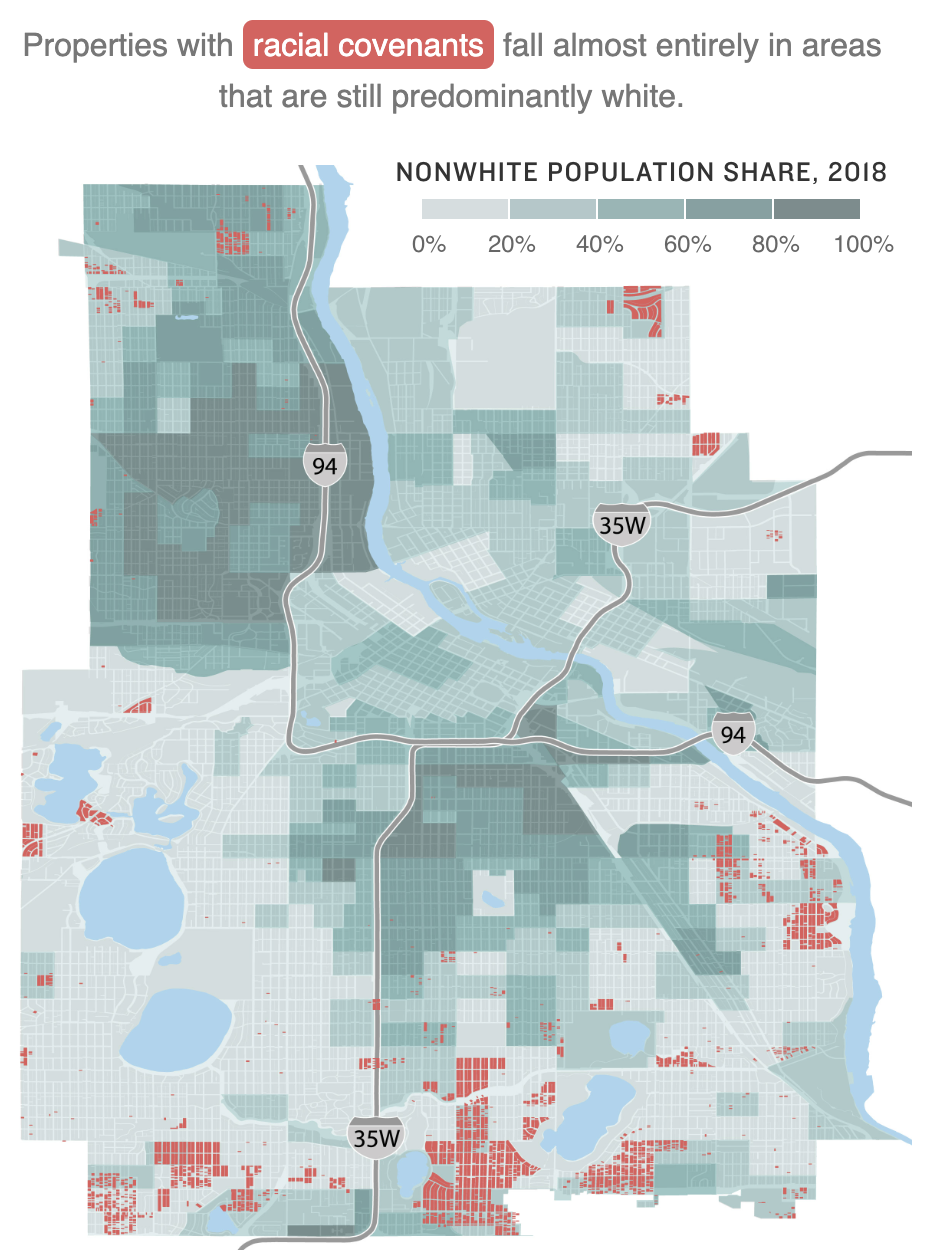 Properties with racial covenants fall almost entirely in areas
that are still predominantly white.
NONWHITE POPULATION SHARE, 2018
0% 20% 40% 60% 80% 100%
94
35W
94
35W